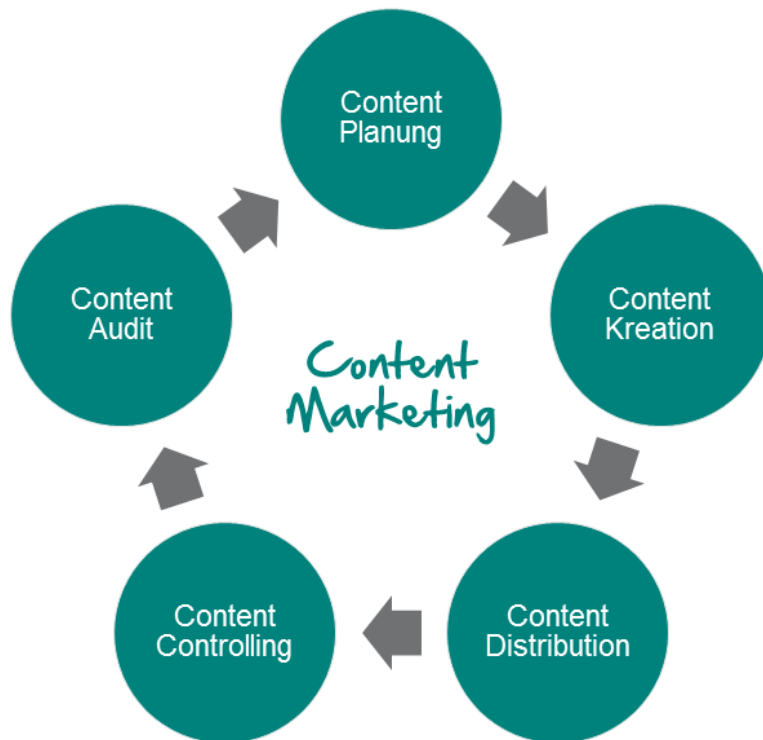 Content
Planung
Content
Kreation
Content
Distribution
Content
Controlling
Content
Audit
Content
Marketing